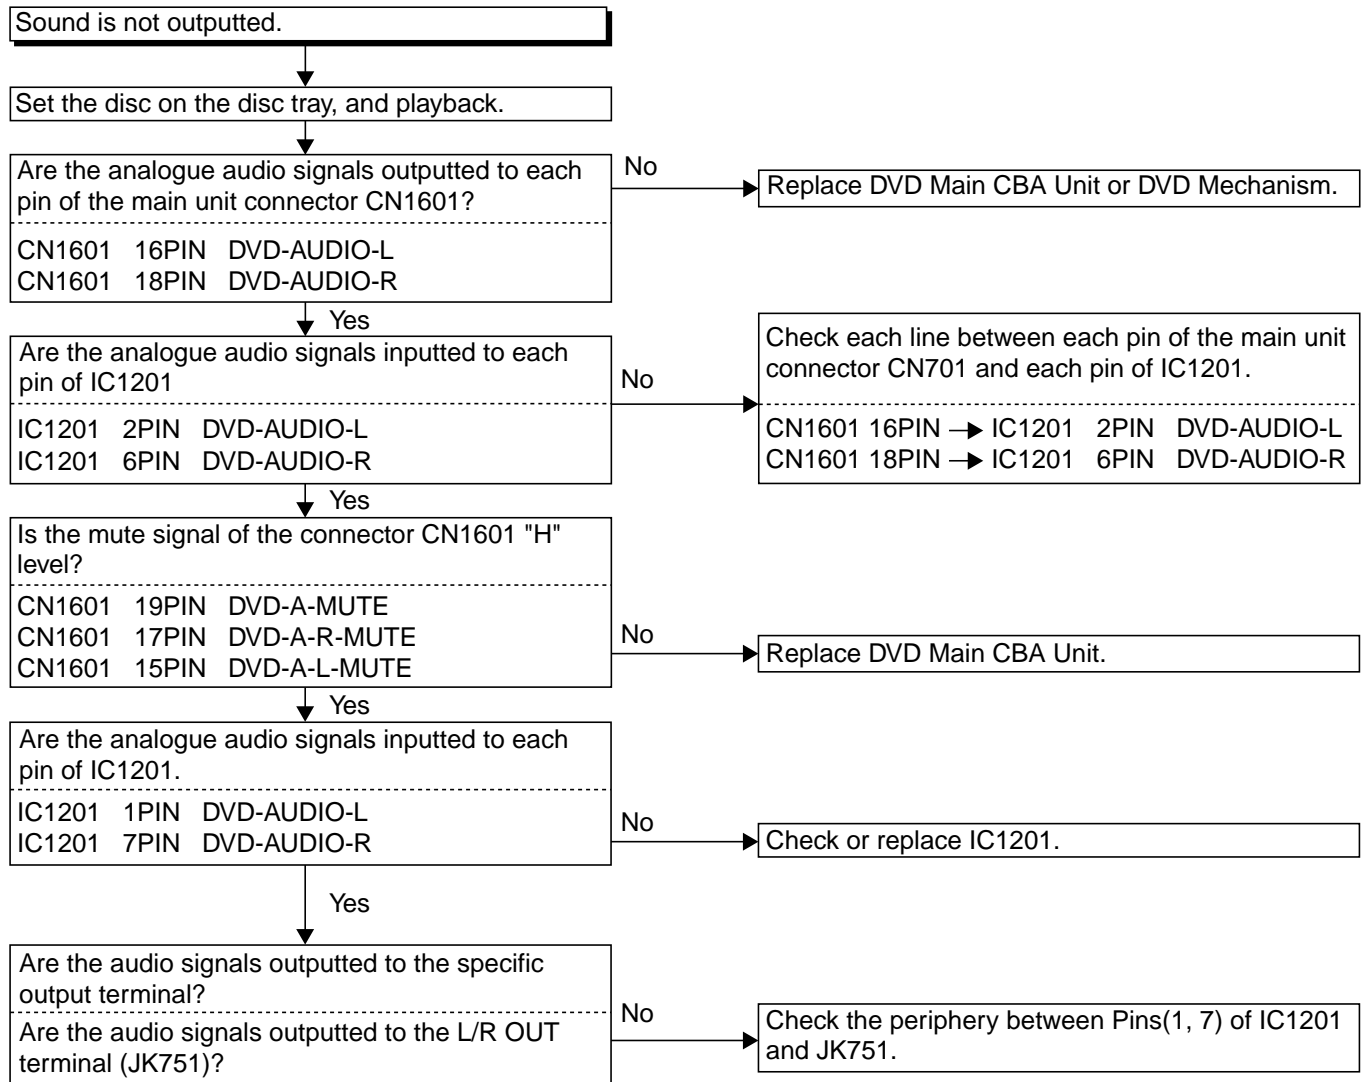 Sound is not outputted.
Set the disc on the disc tray, and playback.
Are the analogue audio signals outputted to each
pin of the main unit connector CN1601?
CN1601 16PIN DVD-AUDIO-L
CN1601 18PIN DVD-AUDIO-R
No
Replace DVD Main CBA Unit or DVD Mechanism.
Yes
Are the analogue audio signals inputted to each
pin of IC1201
IC1201 2PIN DVD-AUDIO-L
IC1201 6PIN DVD-AUDIO-R
No
Check each line between each pin of the main unit
connector CN701 and each pin of IC1201.
CN1601 16PIN → IC1201 2PIN DVD-AUDIO-L
CN1601 18PIN → IC1201 6PIN DVD-AUDIO-R
Yes
Is the mute signal of the connector CN1601 "H"
level?
CN1601 19PIN DVD-A-MUTE
CN1601 17PIN DVD-A-R-MUTE
CN1601 15PIN DVD-A-L-MUTE
No
Replace DVD Main CBA Unit.
Yes
Are the analogue audio signals inputted to each
pin of IC1201.
IC1201 1PIN DVD-AUDIO-L
IC1201 7PIN DVD-AUDIO-R
No
Check or replace IC1201.
Yes
Are the audio signals outputted to the specific
output terminal?
Are the audio signals outputted to the L/R OUT
terminal (JK751)?
No
Check the periphery between Pins(1, 7) of IC1201
and JK751.